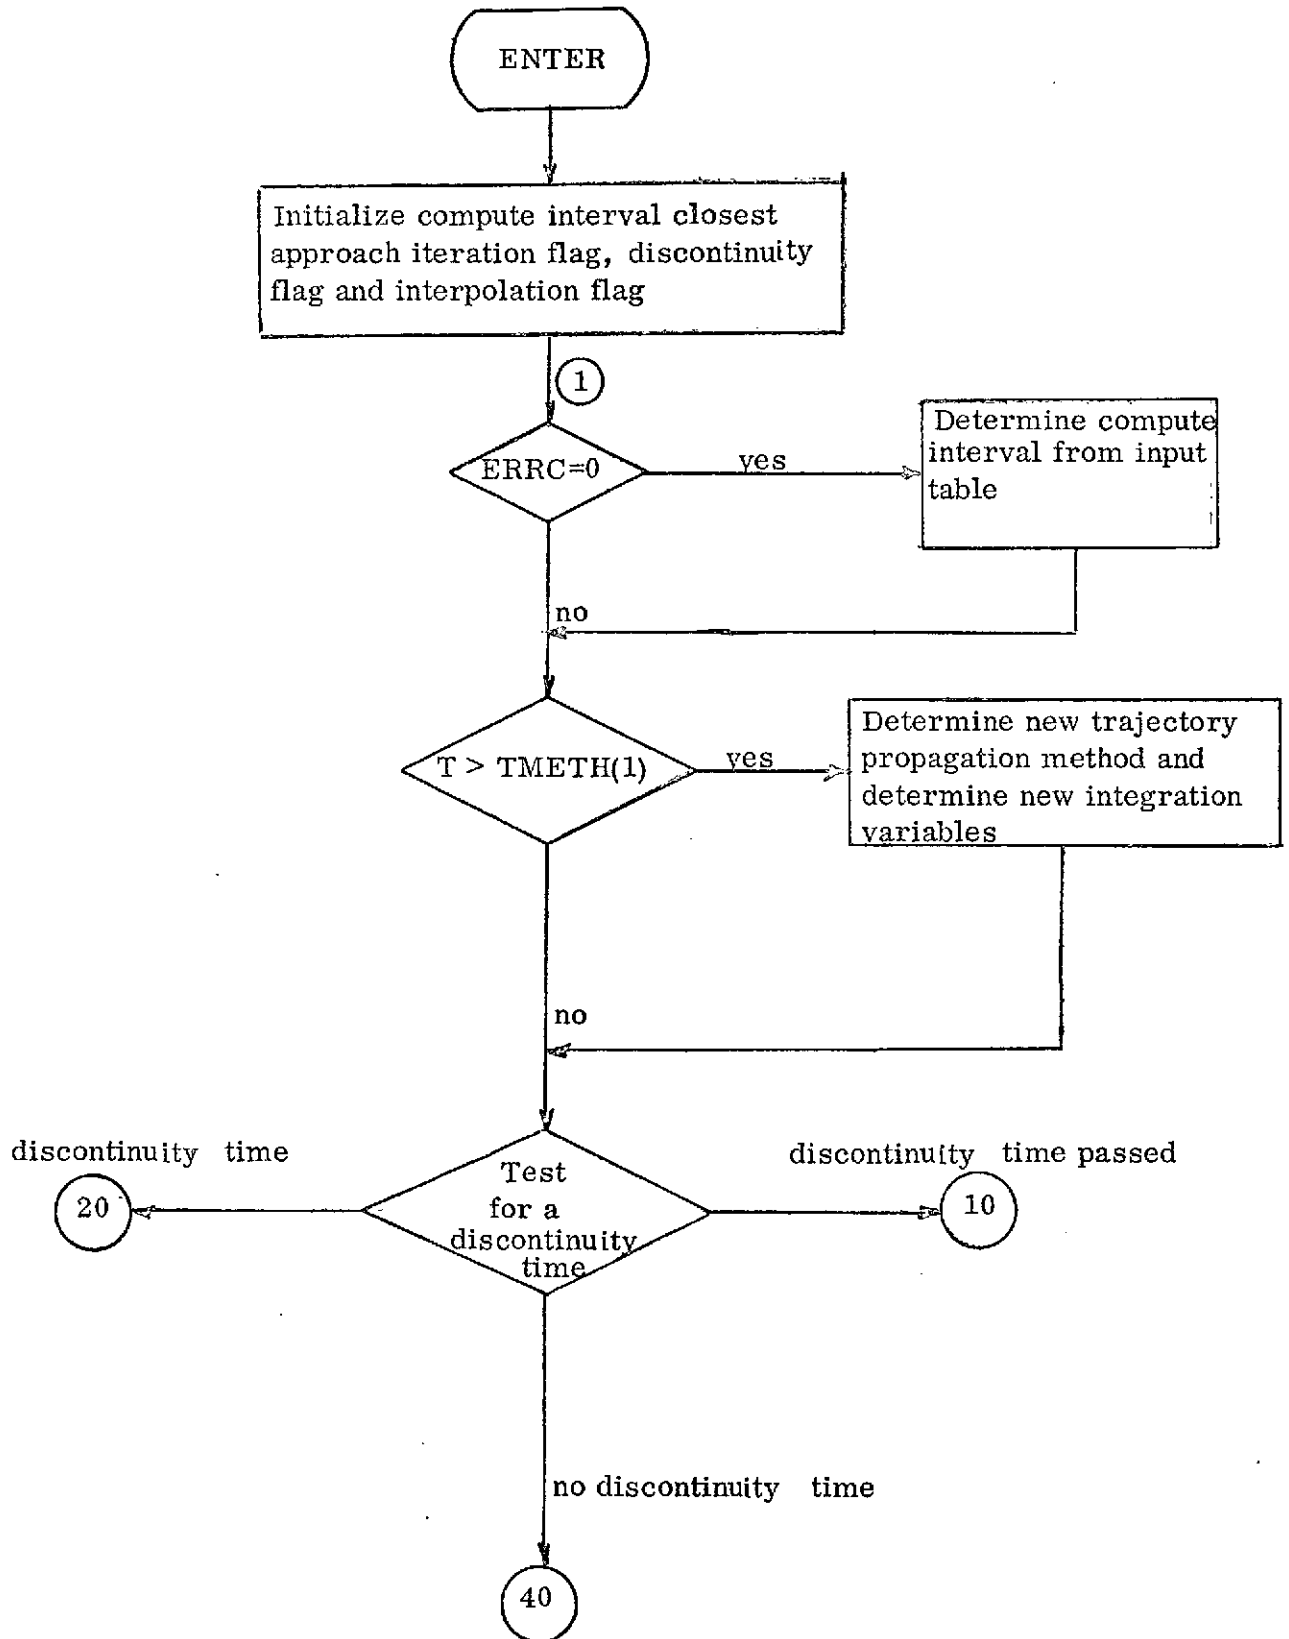 ENTER
Initialize compute interval closest
approach iteration flag, discontinuity
flag and interpolation flag
1
ERRC=0
yes
Determine compute
interval from input
table
no
T > TMETH(1)
yes
Determine new trajectory
propagation method and
determine new integration
variables
no
discontinuity time
20
Test
for a
discontinuity
time
discontinuity time passed
10
no discontinuity time
40